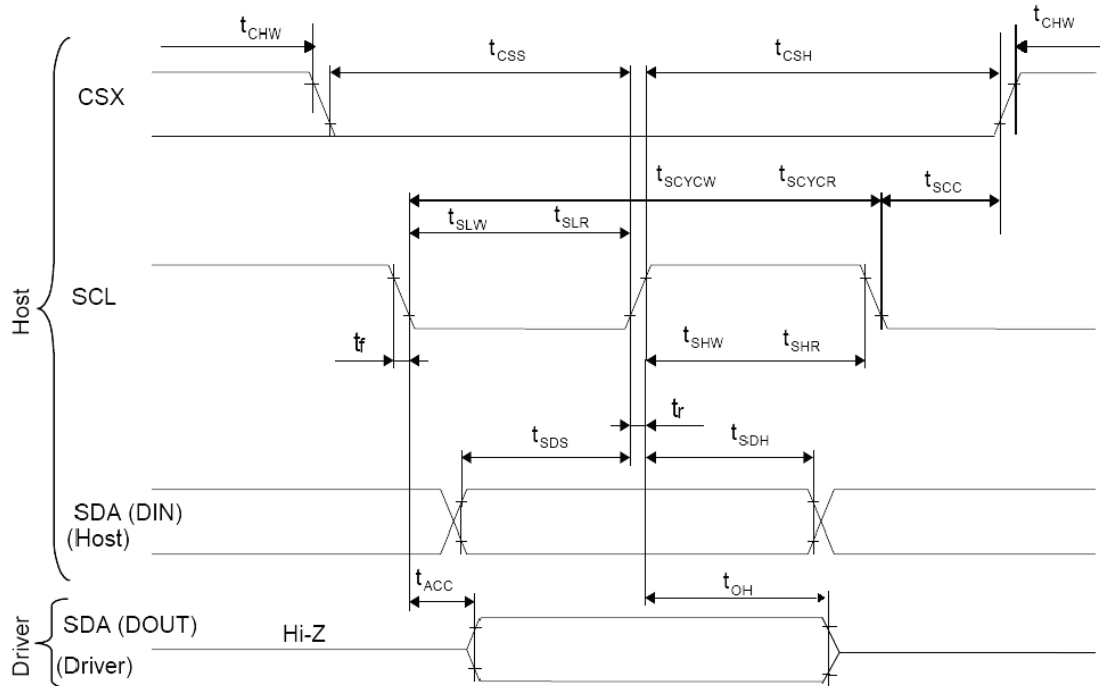 tCHW
tCHW
tCSS
tCSH
CSX
tSCYCW
tSCYCR
tSCC
tSLW
tSLR
Host
SCL
tSHW
tSHR
tf
tr
tSDS
tSDH
SDA (DIN)
(Host)
tACC
tOH
Driver
SDA (DOUT)
Hi-Z
(Driver)